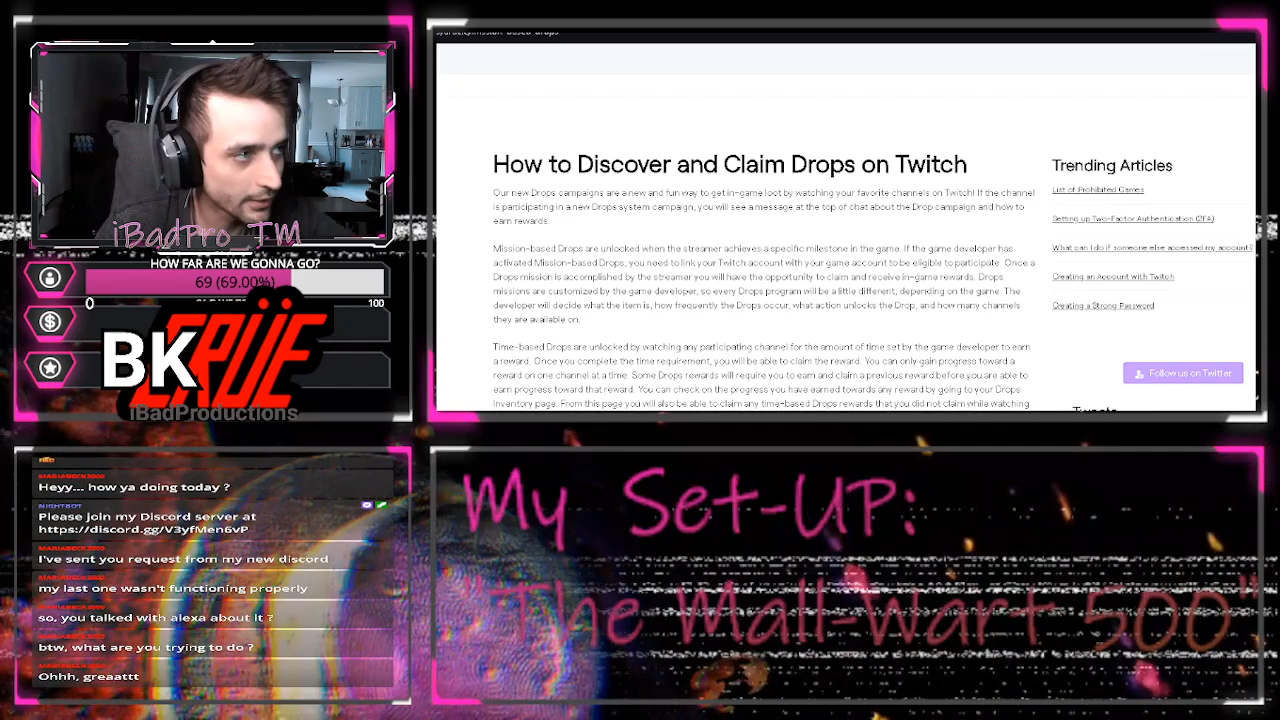 iBadPro_TM
HOW FAR ARE WE GONNA GO?
69 (69.00%)
0
100
BK
CRÜE
iBadProductions
How to Discover and Claim Drops on Twitch
Our new Drops campaigns are a new and fun way to get in-game loot by watching your favorite channels on Twitch! If the channel
is participating in a new Drops system campaign, you will see a message at the top of chat about the Drop campaign and how to
earn rewards.
Mission-based Drops are unlocked when the streamer achieves a specific milestone in the game. If the game developer has
activated Mission-based Drops, you need to link your Twitch account with your game account to be eligible to participate. Once a
Drops mission is accomplished by the streamer you will have the opportunity to claim and receive in-game rewards. Drops
missions are customized by the game developer, so every Drops program will be a little different, depending on the game. The
developer will decide what the item is, how frequently the Drops occur, what action unlocks the Drop, and how many channels
they are available on.
Time-based Drops are unlocked by watching any participating channel for the amount of time set by the game developer to earn
a reward. Once you complete the time requirement, you will be able to claim the reward. You can only gain progress toward a
reward on one channel at a time. Some Drops rewards will require you to earn and claim a previous reward before you are able to
earn progress toward that reward. You can check on the progress you have earned towards any reward by going to your Drops
Inventory page. From this page you will also be able to claim any time-based Drops rewards that you did not claim while watching
Trending Articles
List of Prohibited Games
Setting up Two-Factor Authentication (2FA)
What can I do if someone else accessed my account?
Creating an Account with Twitch
Creating a Strong Password
Follow us on Twitter
Tweets
MARIABECK2000
Heyy... how ya doing today ?
NIGHTBOT
Please join my Discord server at
https://discord.gg/V3yfMen6vP
MARIABECK2000
I've sent you request from my new discord
MARIABECK2000
my last one wasn't functioning properly
MARIABECK2000
so. you talked with alexa about it ?
MARIABECK2000
btw, what are you trying to do ?
MARIABECK2000
My Set-UP:
"The Wall-Wart 500"